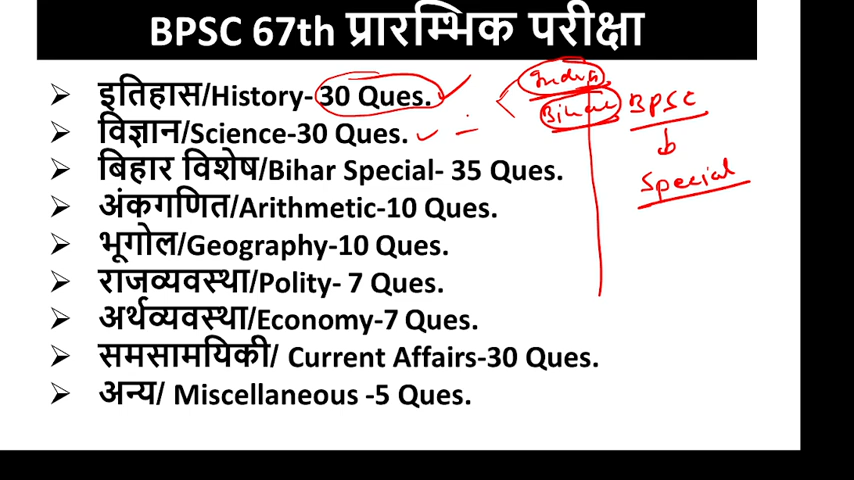 BPSC 67th प्रारम्भिक परीक्षा
➢ इतिहास/History- 30 Ques.
➢ विज्ञान/Science-30 Ques.
➢ बिहार विशेष/Bihar Special- 35 Ques.
➢ अंकगणित/Arithmetic-10 Ques.
➢ भूगोल/Geography-10 Ques.
➢ राजव्यवस्था/Polity- 7 Ques.
➢ अर्थव्यवस्था/Economy-7 Ques.
➢ समसामयिकी/ Current Affairs-30 Ques.
➢ अन्य/ Miscellaneous -5 Ques.
India
Bihar
BPSC
Special